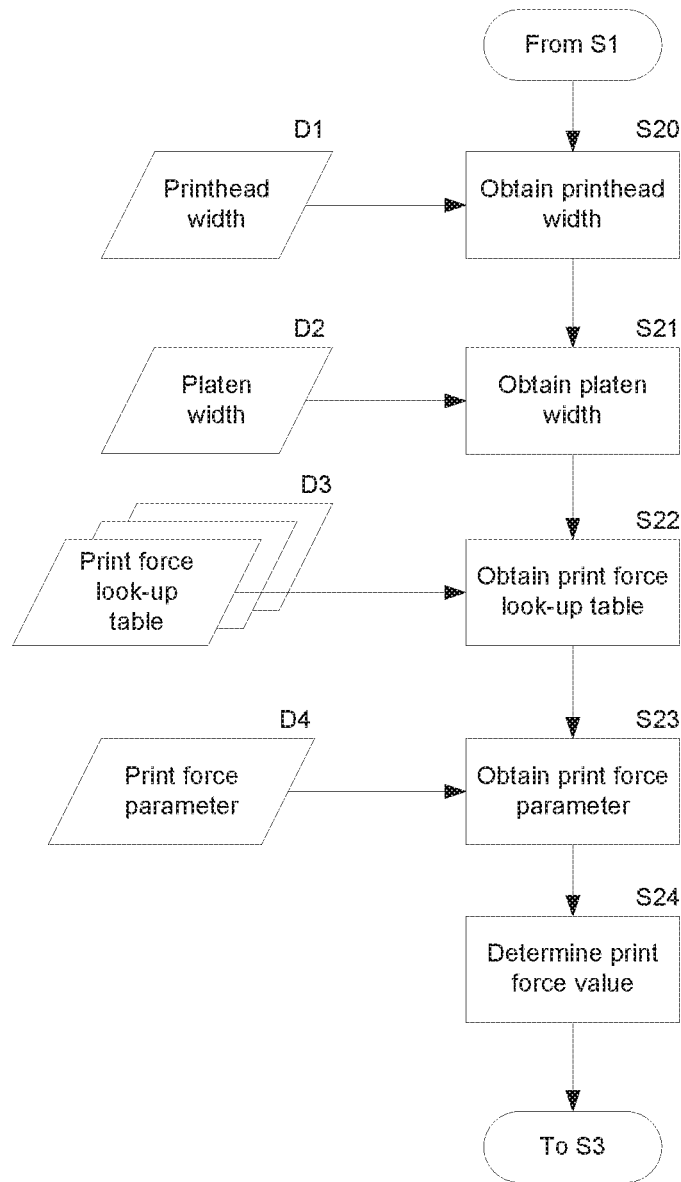 From S1
D1
S20
Printhead
width
Obtain printhead
width
D2
S21
Platen
width
Obtain platen
width
D3
S22
Print force
look-up
table
Obtain print force
look-up table
D4
S23
Print force
parameter
Obtain print force
parameter
S24
Determine print
force value
To S3